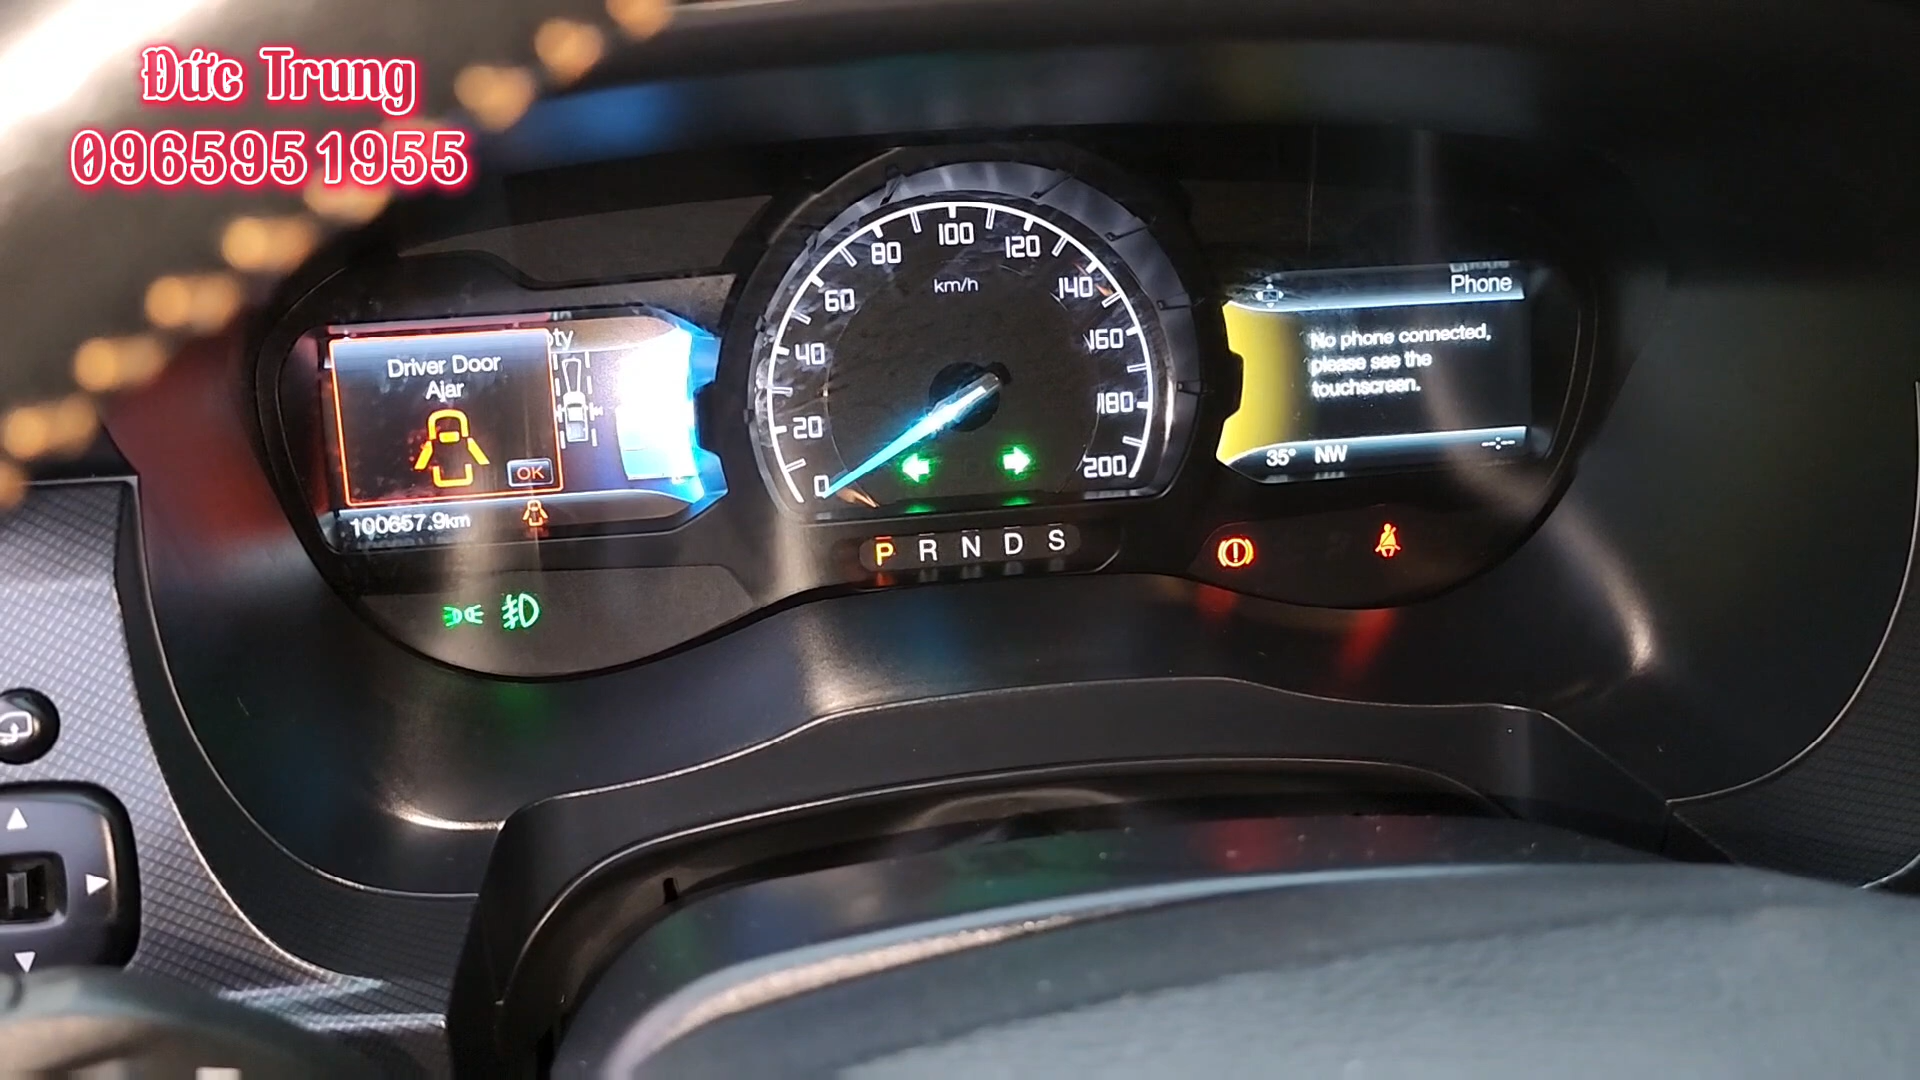 Đức Trung
0965951955
Driver Door
Ajar
OK
100657.9km
0
20
40
60
80
100
120
140
160
180
200
km/h
P R N D S
Phone
No phone connected,
please see the
touchscreen.
35° NW